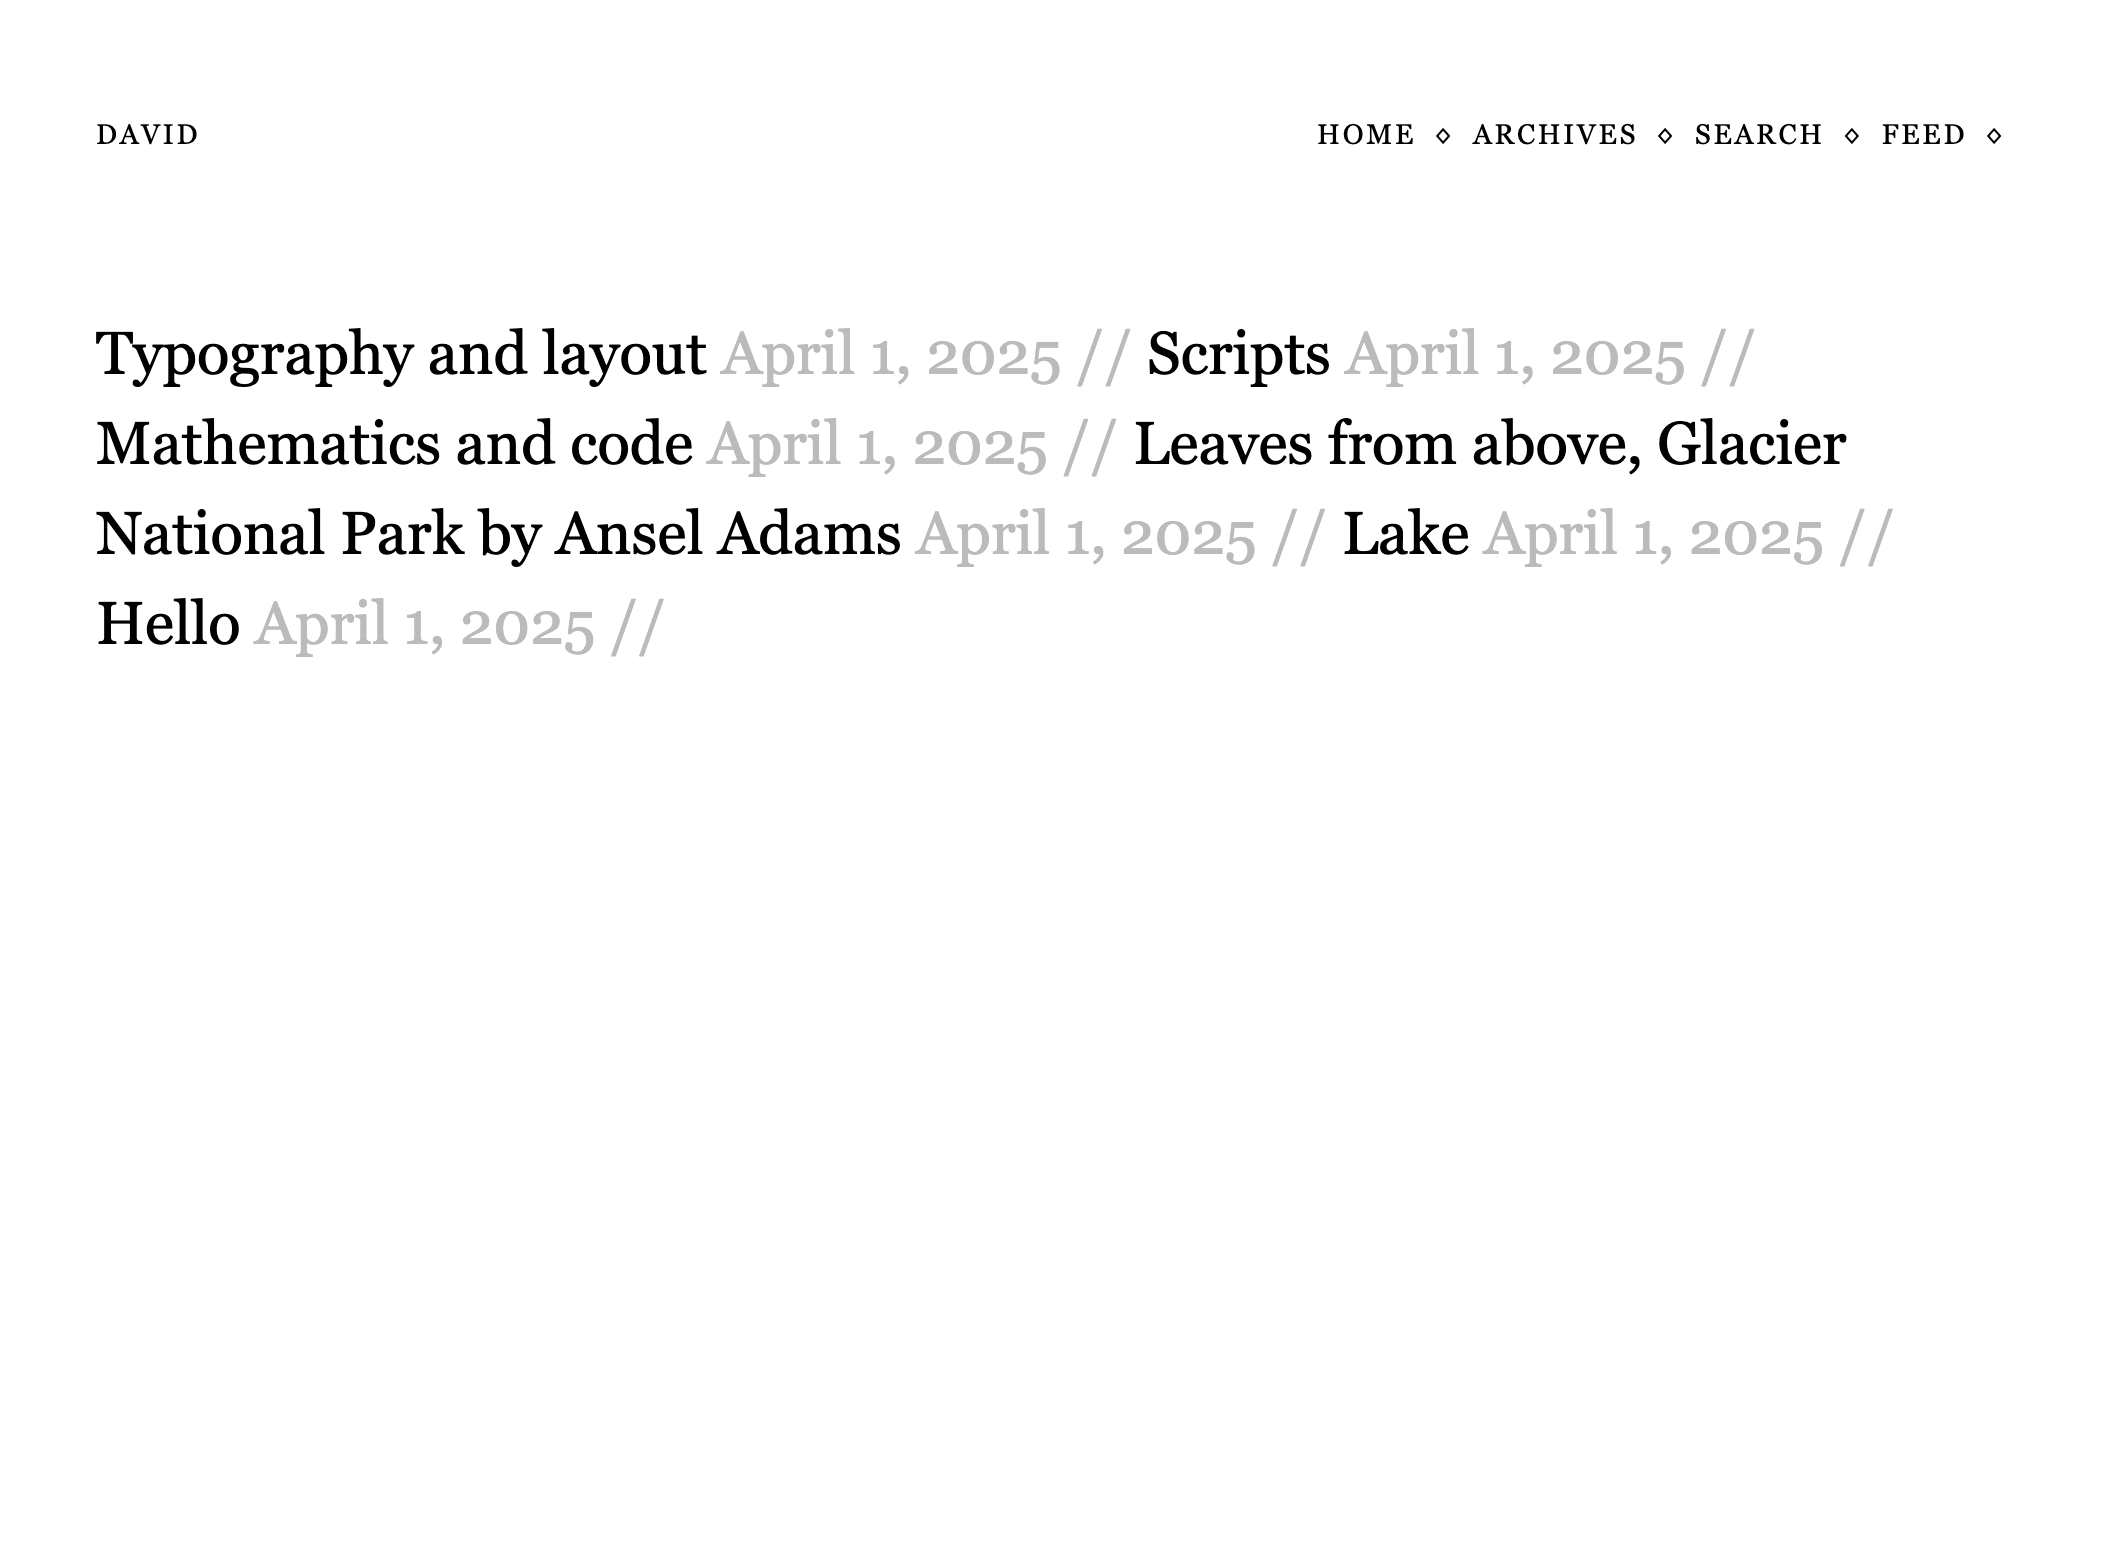 DAVID
HOME ⋄ ARCHIVES ⋄ SEARCH ⋄ FEED ⋄
Typography and layout April 1, 2025 // Scripts April 1, 2025 //
Mathematics and code April 1, 2025 // Leaves from above, Glacier
National Park by Ansel Adams April 1, 2025 // Lake April 1, 2025 //
Hello April 1, 2025 //